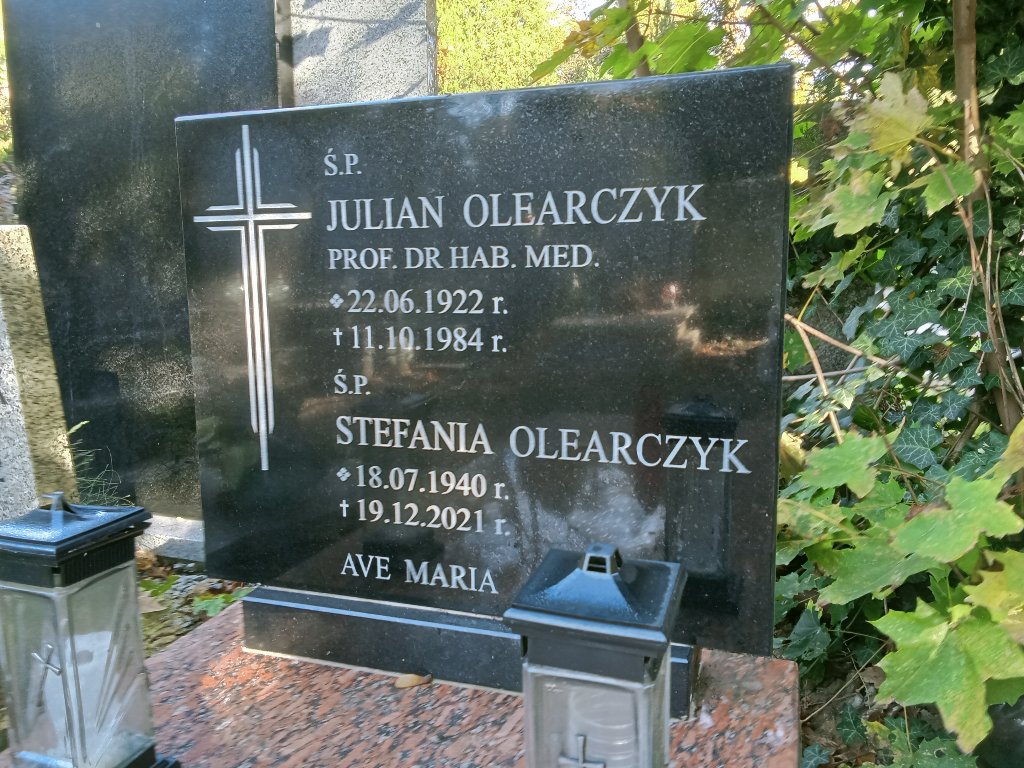 Ś.P.
JULIAN OLEARCZYK
PROF. DR HAB. MED.
22.06.1922 r.
† 11.10.1984 r.
Ś.P.
STEFANIA OLEARCZYK
18.07.1940 r.
† 19.12.2021 r.
AVE MARIA